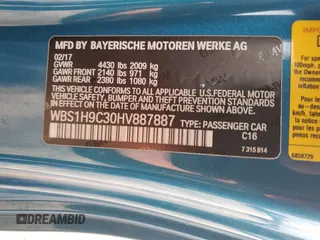 MFD BY BAYERISCHE MOTOREN WERKE AG
02/17
GVWR 4430 lbs 2009 kg
GAWR FRONT 2140 lbs 971 kg
GAWR REAR 2380 lbs 1080 kg
THIS VEHICLE CONFORMS TO ALL APPLICABLE
U.S. FEDERAL MOTOR VEHICLE
SAFETY, BUMPER, AND THEFT PREVENTION
STANDARDS IN EFFECT ON THE DATE OF
MANUFACTURE SHOWN ABOVE.
WBS1H9C30HV887887 TYPE: PASSENGER CAR
C16
7 315 814
6859729
DREAMBID